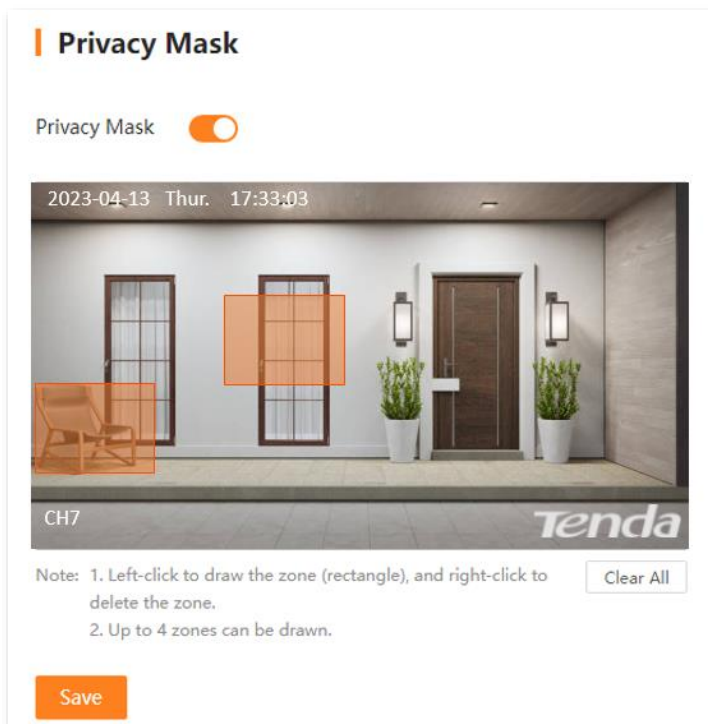 Privacy Mask
Privacy Mask
2023-04-13 Thur. 17:33:03
CH7
Tenda
Note: 1. Left-click to draw the zone (rectangle), and right-click to
delete the zone.
2. Up to 4 zones can be drawn.
Clear All
Save